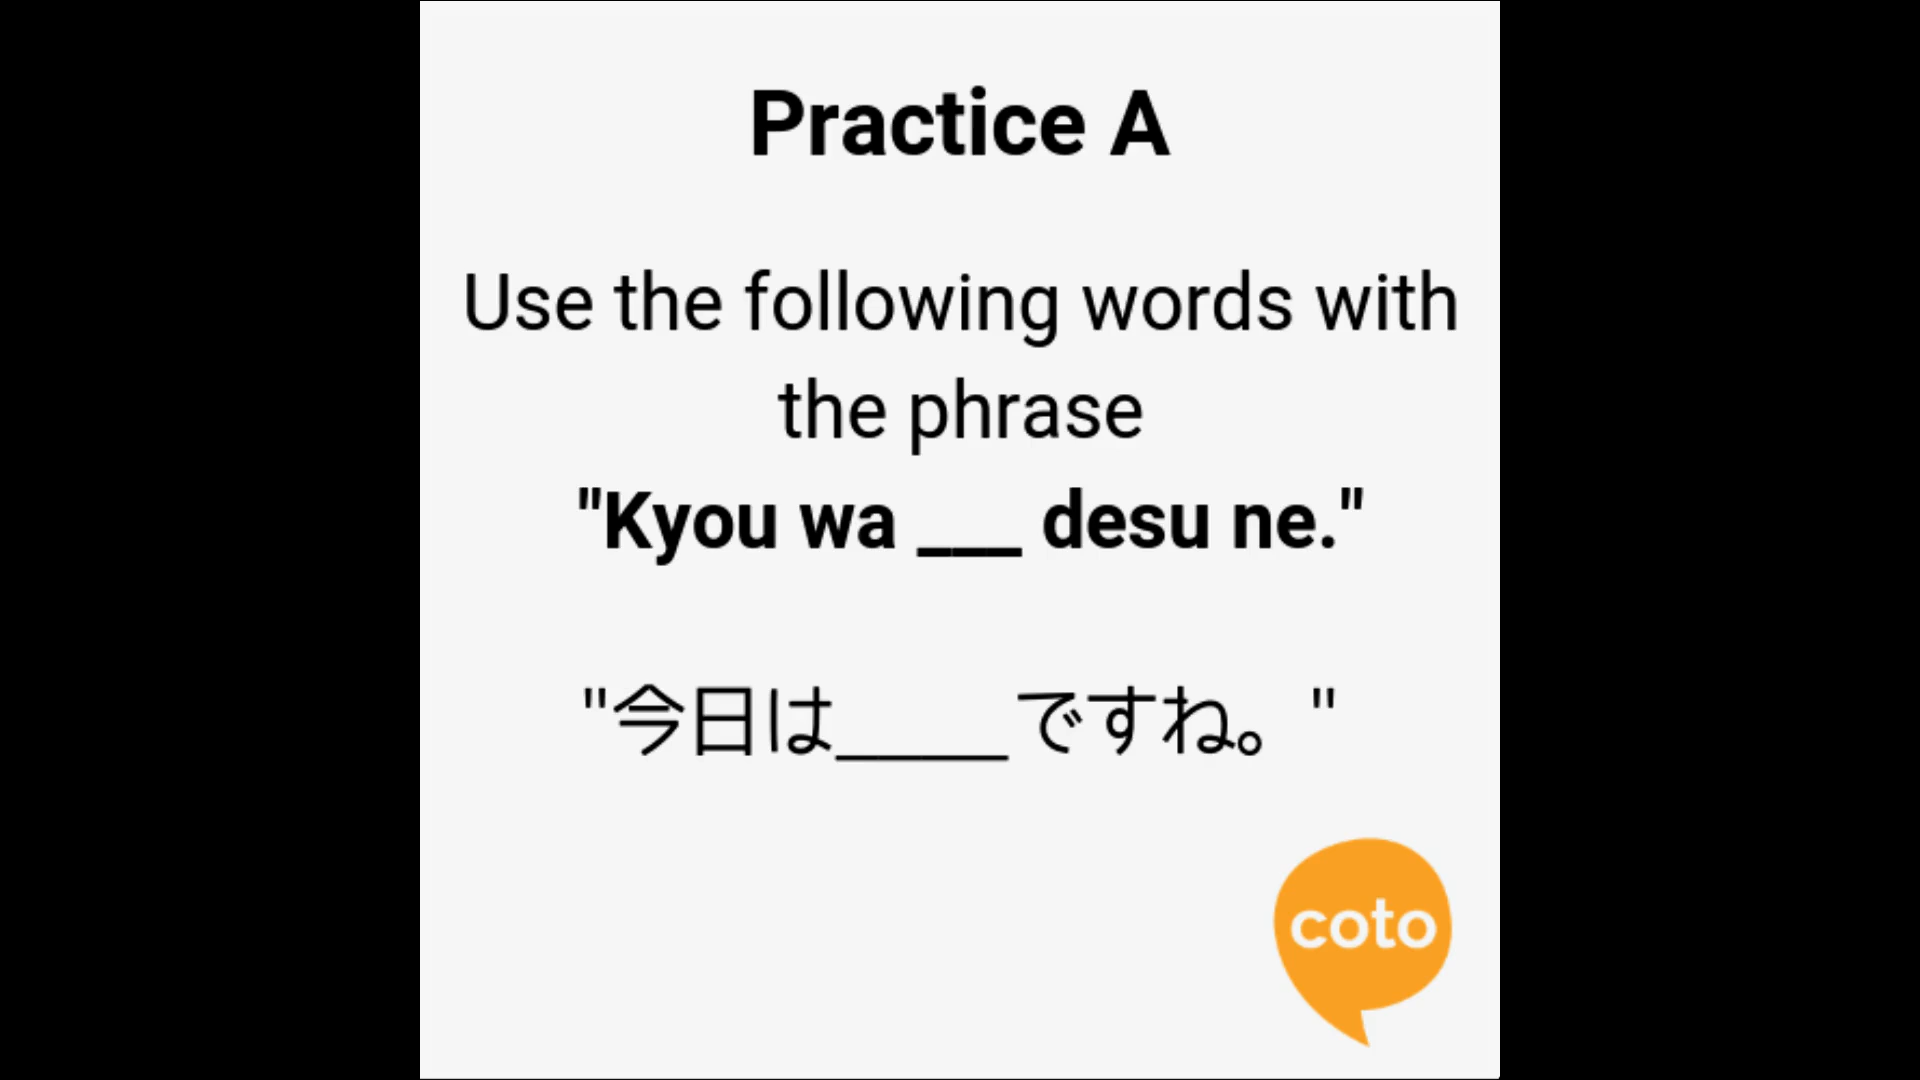 Practice A
Use the following words with
the phrase
"Kyou wa ___ desu ne."
"今日は____ですね。"
coto